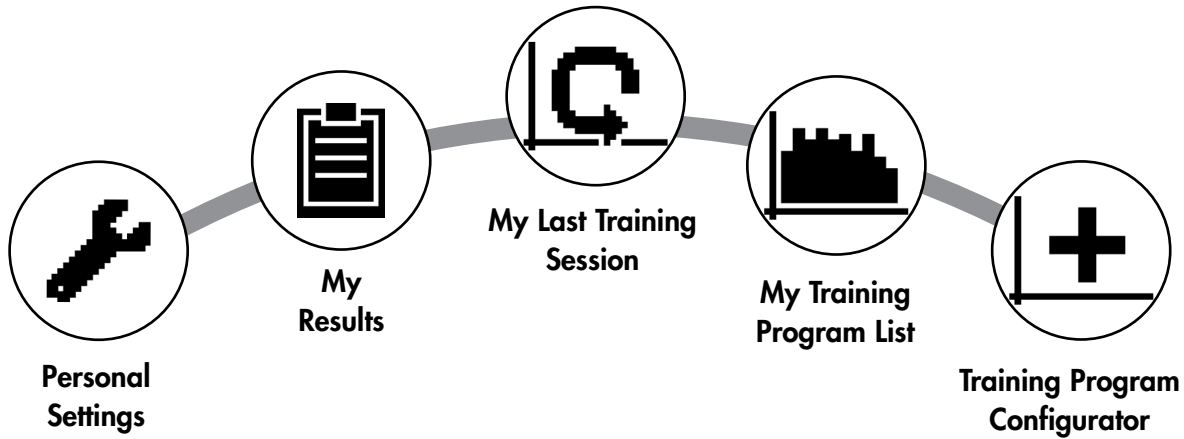 Personal
Settings
My
Results
My Last Training
Session
My Training
Program List
Training Program
Configurator